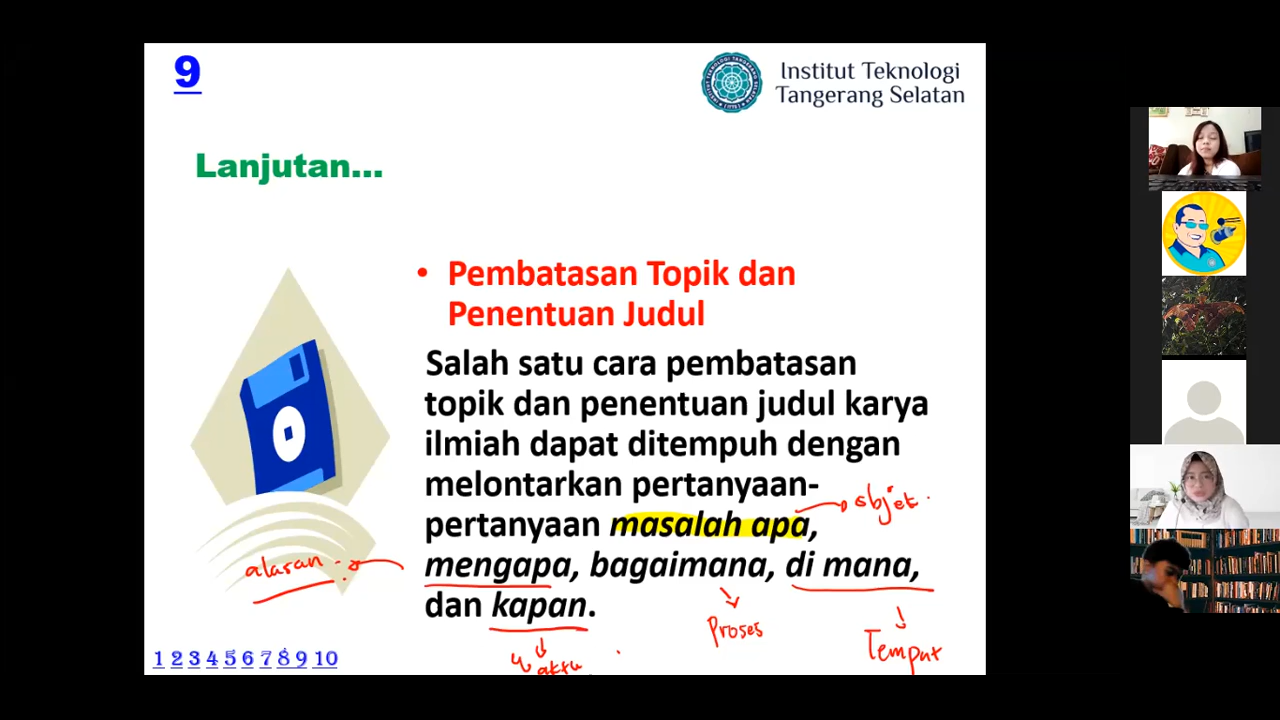 9
Institut Teknologi
Tangerang Selatan
Lanjutan...
• Pembatasan Topik dan
Penentuan Judul
Salah satu cara pembatasan
topik dan penentuan judul karya
ilmiah dapat ditempuh dengan
melontarkan pertanyaan-
objet.
pertanyaan masalah apa,
alasan
mengapa, bagaimana, di mana,
dan kapan.
Proses
Tempat
Waktu
1 2 3 4 5 6 7 8 9 10